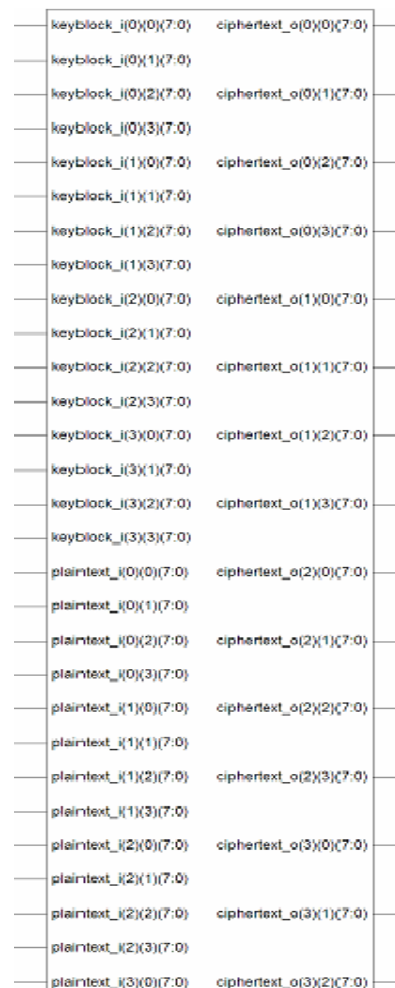 keyblock_i(0)(0)(7:0) ciphertext_o(0)(0)(7:0)
keyblock_i(0)(1)(7:0)
keyblock_i(0)(2)(7:0) ciphertext_o(0)(1)(7:0)
keyblock_i(0)(3)(7:0)
keyblock_i(1)(0)(7:0) ciphertext_o(0)(2)(7:0)
keyblock_i(1)(1)(7:0)
keyblock_i(1)(2)(7:0) ciphertext_o(0)(3)(7:0)
keyblock_i(1)(3)(7:0)
keyblock_i(2)(0)(7:0) ciphertext_o(1)(0)(7:0)
keyblock_i(2)(1)(7:0)
keyblock_i(2)(2)(7:0) ciphertext_o(1)(1)(7:0)
keyblock_i(2)(3)(7:0)
keyblock_i(3)(0)(7:0) ciphertext_o(1)(2)(7:0)
keyblock_i(3)(1)(7:0)
keyblock_i(3)(2)(7:0) ciphertext_o(1)(3)(7:0)
keyblock_i(3)(3)(7:0)
plaintext_i(0)(0)(7:0) ciphertext_o(2)(0)(7:0)
plaintext_i(0)(1)(7:0)
plaintext_i(0)(2)(7:0) ciphertext_o(2)(1)(7:0)
plaintext_i(0)(3)(7:0)
plaintext_i(1)(0)(7:0) ciphertext_o(2)(2)(7:0)
plaintext_i(1)(1)(7:0)
plaintext_i(1)(2)(7:0) ciphertext_o(2)(3)(7:0)
plaintext_i(1)(3)(7:0)
plaintext_i(2)(0)(7:0) ciphertext_o(3)(0)(7:0)
plaintext_i(2)(1)(7:0)
plaintext_i(2)(2)(7:0) ciphertext_o(3)(1)(7:0)
plaintext_i(2)(3)(7:0)
plaintext_i(3)(0)(7:0) ciphertext_o(3)(2)(7:0)